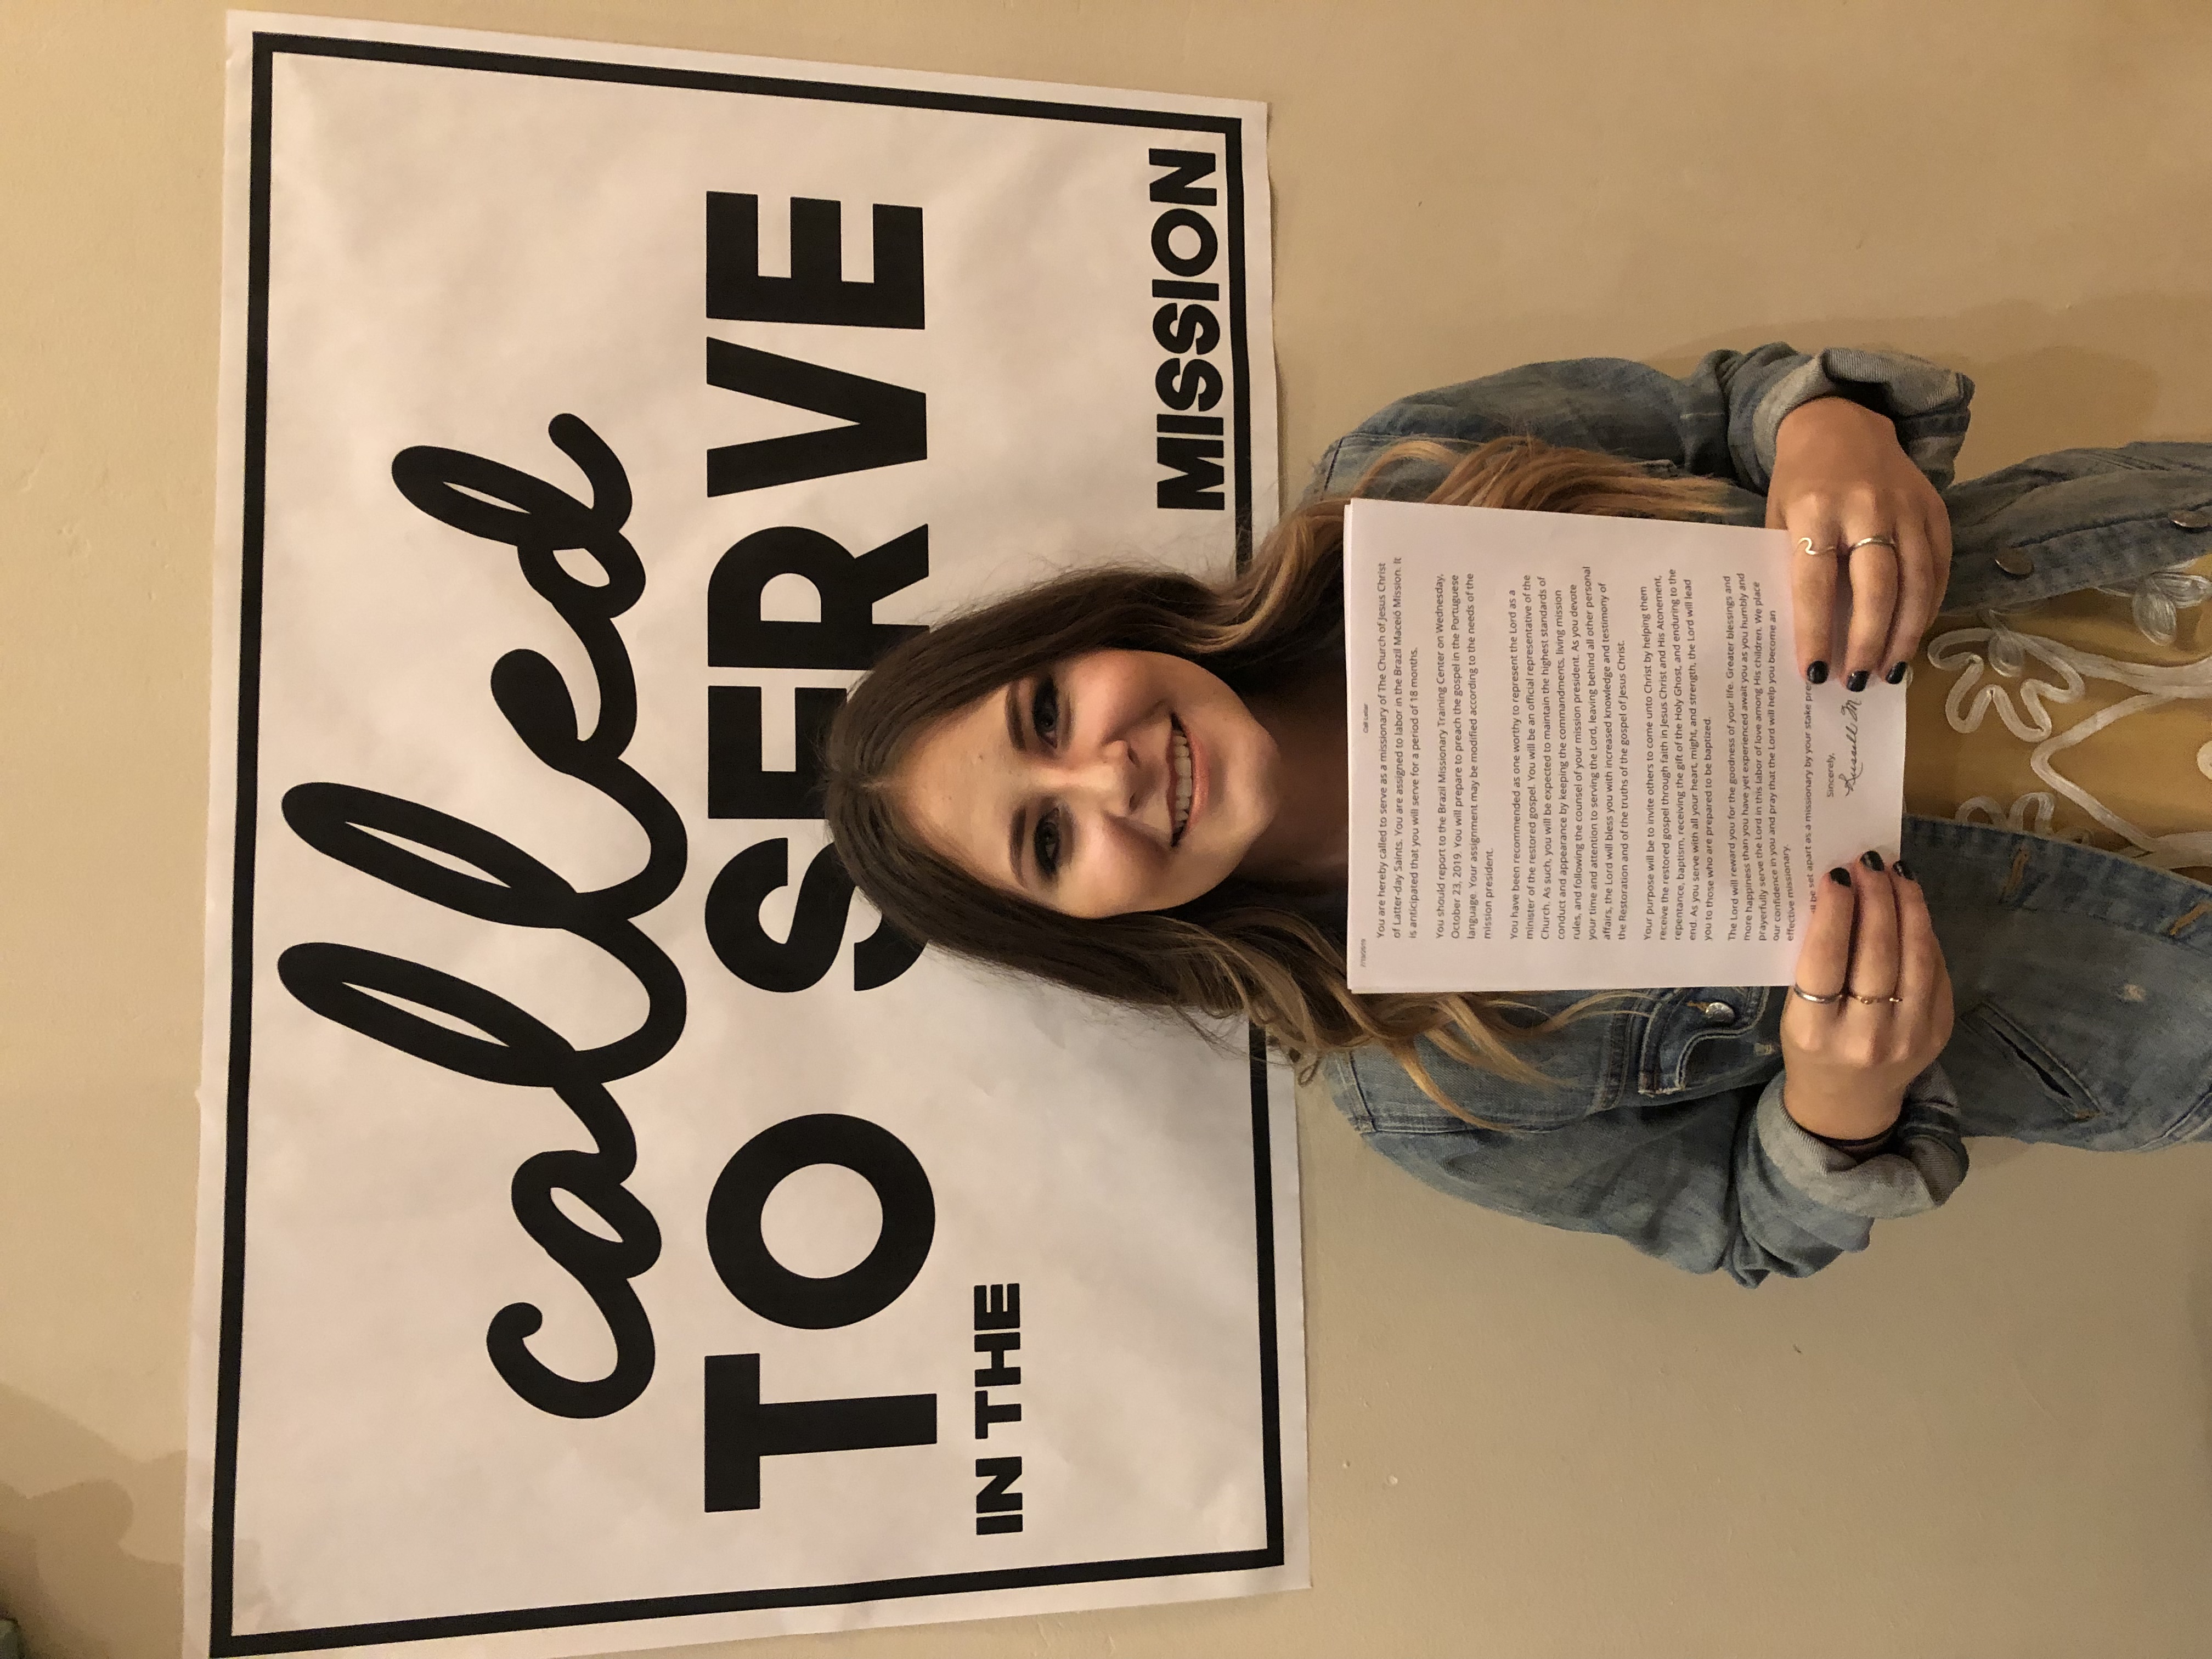 called
TO SERVE
IN THE
MISSION
7/15/2019 Call Letter
You are hereby called to serve as a missionary of The Church of Jesus Christ
of Latter-day Saints. You are assigned to labor in the Brazil Maceió Mission. It
is anticipated that you will serve for a period of 18 months.
You should report to the Brazil Missionary Training Center on Wednesday,
October 23, 2019. You will prepare to preach the gospel in the Portuguese
language. Your assignment may be modified according to the needs of the
mission president.
You have been recommended as one worthy to represent the Lord as a
minister of the restored gospel. You will be an official representative of the
Church. As such, you will be expected to maintain the highest standards of
conduct and appearance by keeping the commandments, living mission
rules, and following the counsel of your mission president. As you devote
your time and attention to serving the Lord, leaving behind all other personal
affairs, the Lord will bless you with increased knowledge and testimony of
the Restoration and of the truths of the gospel of Jesus Christ.
Your purpose will be to invite others to come unto Christ by helping them
receive the restored gospel through faith in Jesus Christ and His Atonement,
repentance, baptism, receiving the gift of the Holy Ghost, and enduring to the
end. As you serve with all your heart, might, and strength, the Lord will lead
you to those who are prepared to be baptized.
The Lord will reward you for the goodness of your life. Greater blessings and
more happiness than you have yet experienced await you as you humbly and
prayerfully serve the Lord in this labor of love among His children. We place
our confidence in you and pray that the Lord will help you become an
effective missionary.
be set apart as a missionary by your stake
Sincerely,
Russell M